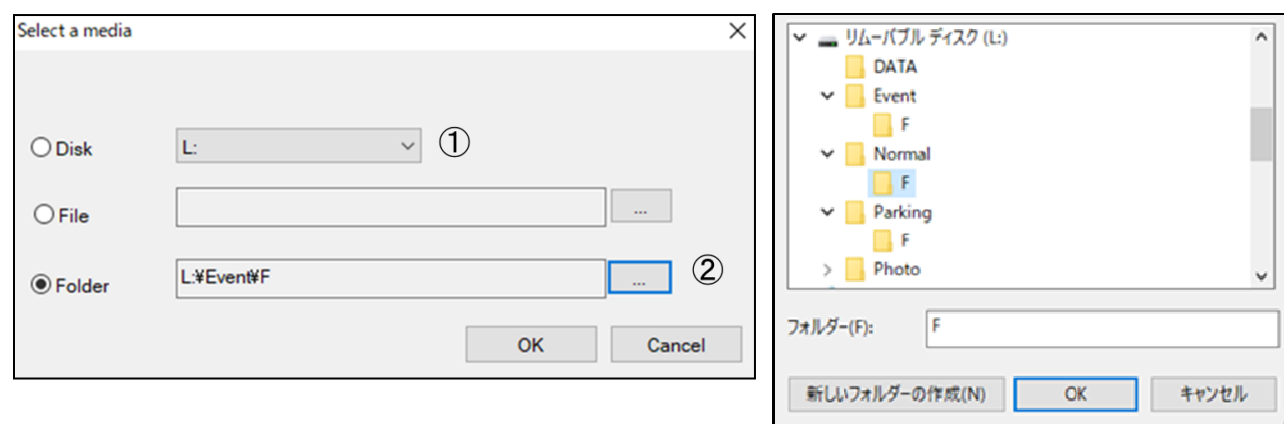 Select a media
Disk
L:
①
File
...
Folder
L:¥Event¥F
...
②
OK
Cancel
リムーバブル ディスク (L:)
DATA
Event
F
Normal
F
Parking
F
Photo
フォルダー(F):
F
新しいフォルダーの作成(N)
OK
キャンセル